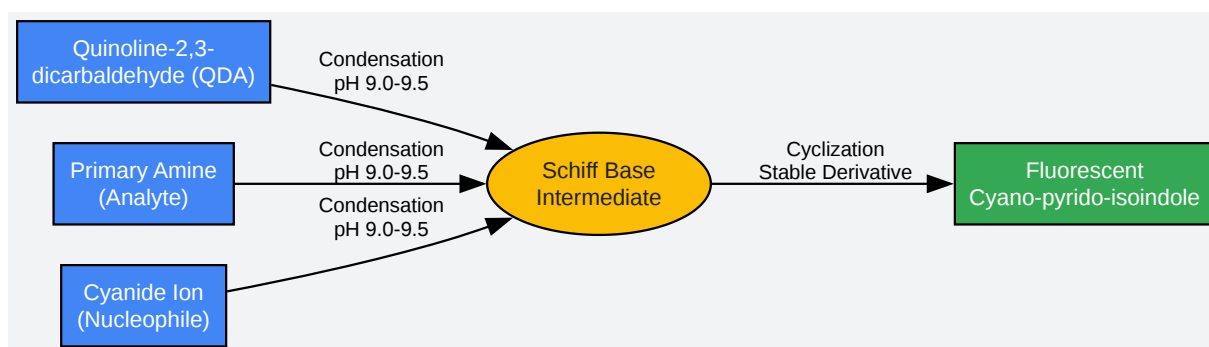 Quinoline-2,3-
dicarbaldehyde (QDA)
Condensation
pH 9.0-9.5
Primary Amine
(Analyte)
Condensation
pH 9.0-9.5
Cyanide Ion
(Nucleophile)
Condensation
pH 9.0-9.5
Schiff Base
Intermediate
Cyclization
Stable Derivative
Fluorescent
Cyano-pyrido-isoindole